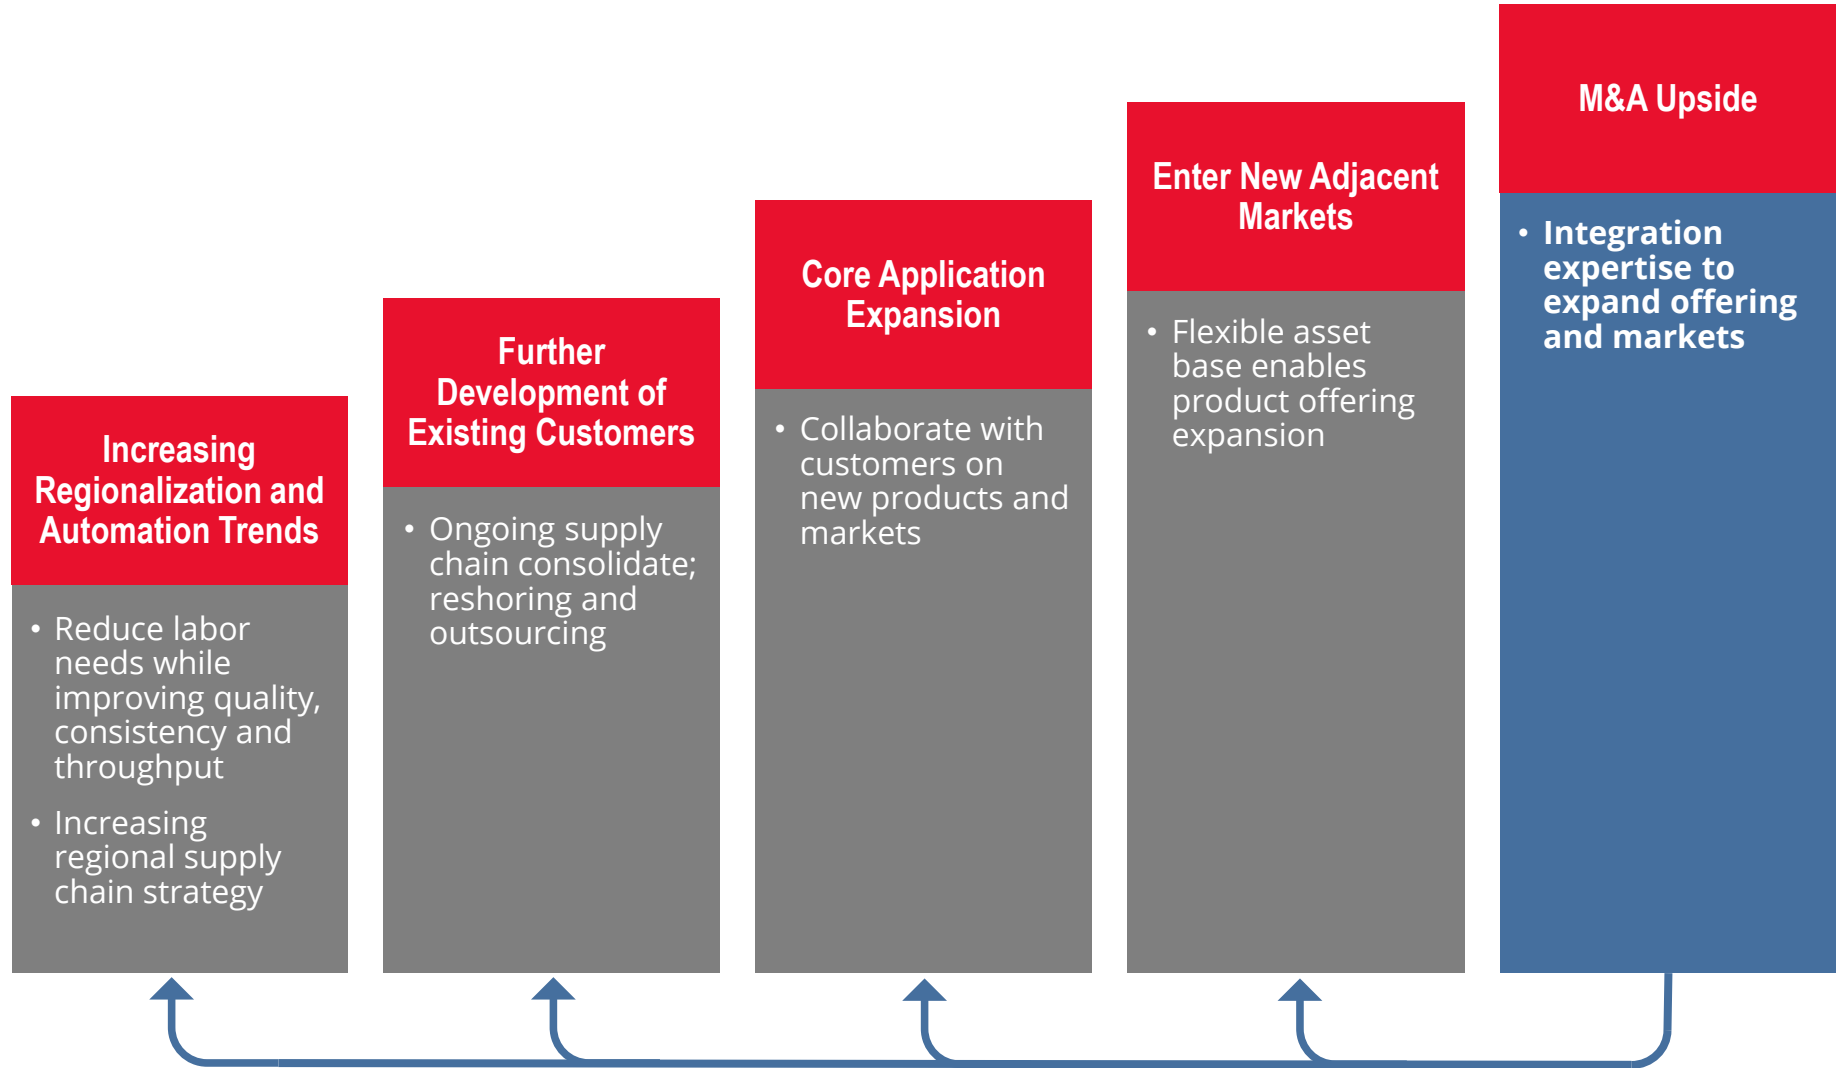 Increasing
Regionalization and
Automation Trends
• Reduce labor
needs while
improving quality,
consistency and
throughput
• Increasing
regional supply
chain strategy
Further
Development of
Existing Customers
• Ongoing supply
chain consolidate;
reshoring and
outsourcing
Core Application
Expansion
• Collaborate with
customers on
new products and
markets
Enter New Adjacent
Markets
• Flexible asset
base enables
product offering
expansion
M&A Upside
• Integration
expertise to
expand offering
and markets